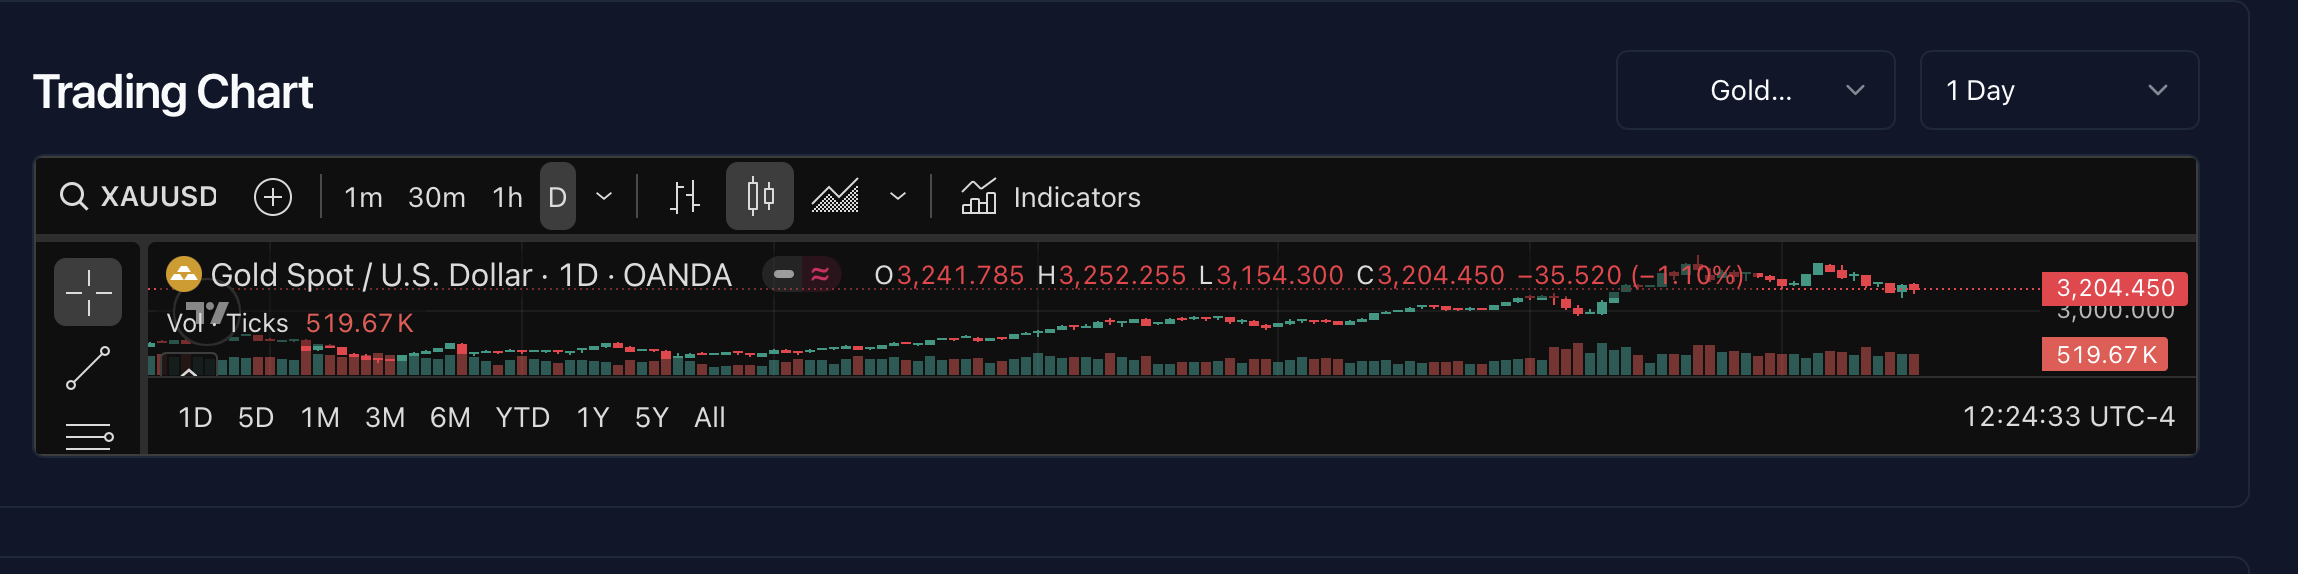 Trading Chart
Gold...
1 Day
XAUUSD 1m 30m 1h D Indicators
Gold Spot / U.S. Dollar · 1D · OANDA O3,241.785 H3,252.255 L3,154.300 C3,204.450 −35.520 (−1.10%)
3,204.450
3,000.000
Vol · Ticks 519.67K
519.67K
1D 5D 1M 3M 6M YTD 1Y 5Y All
12:24:33 UTC-4